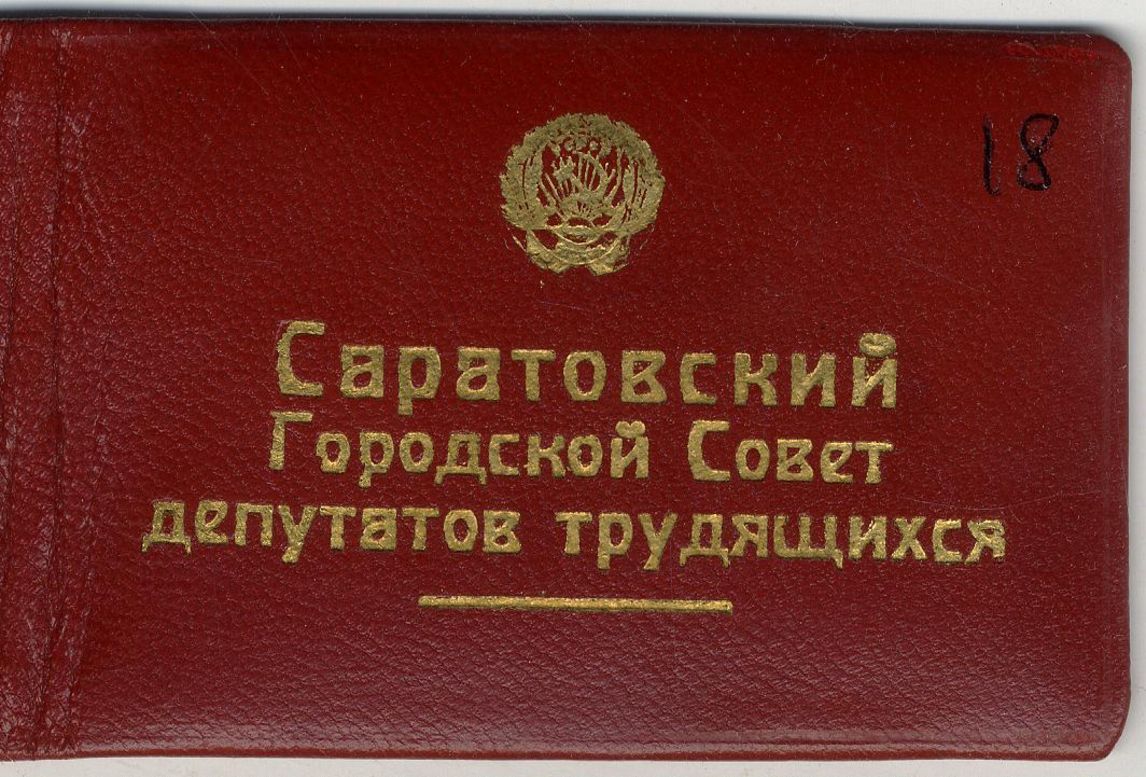 18
Саратовский
Городской Совет
депутатов трудящихся